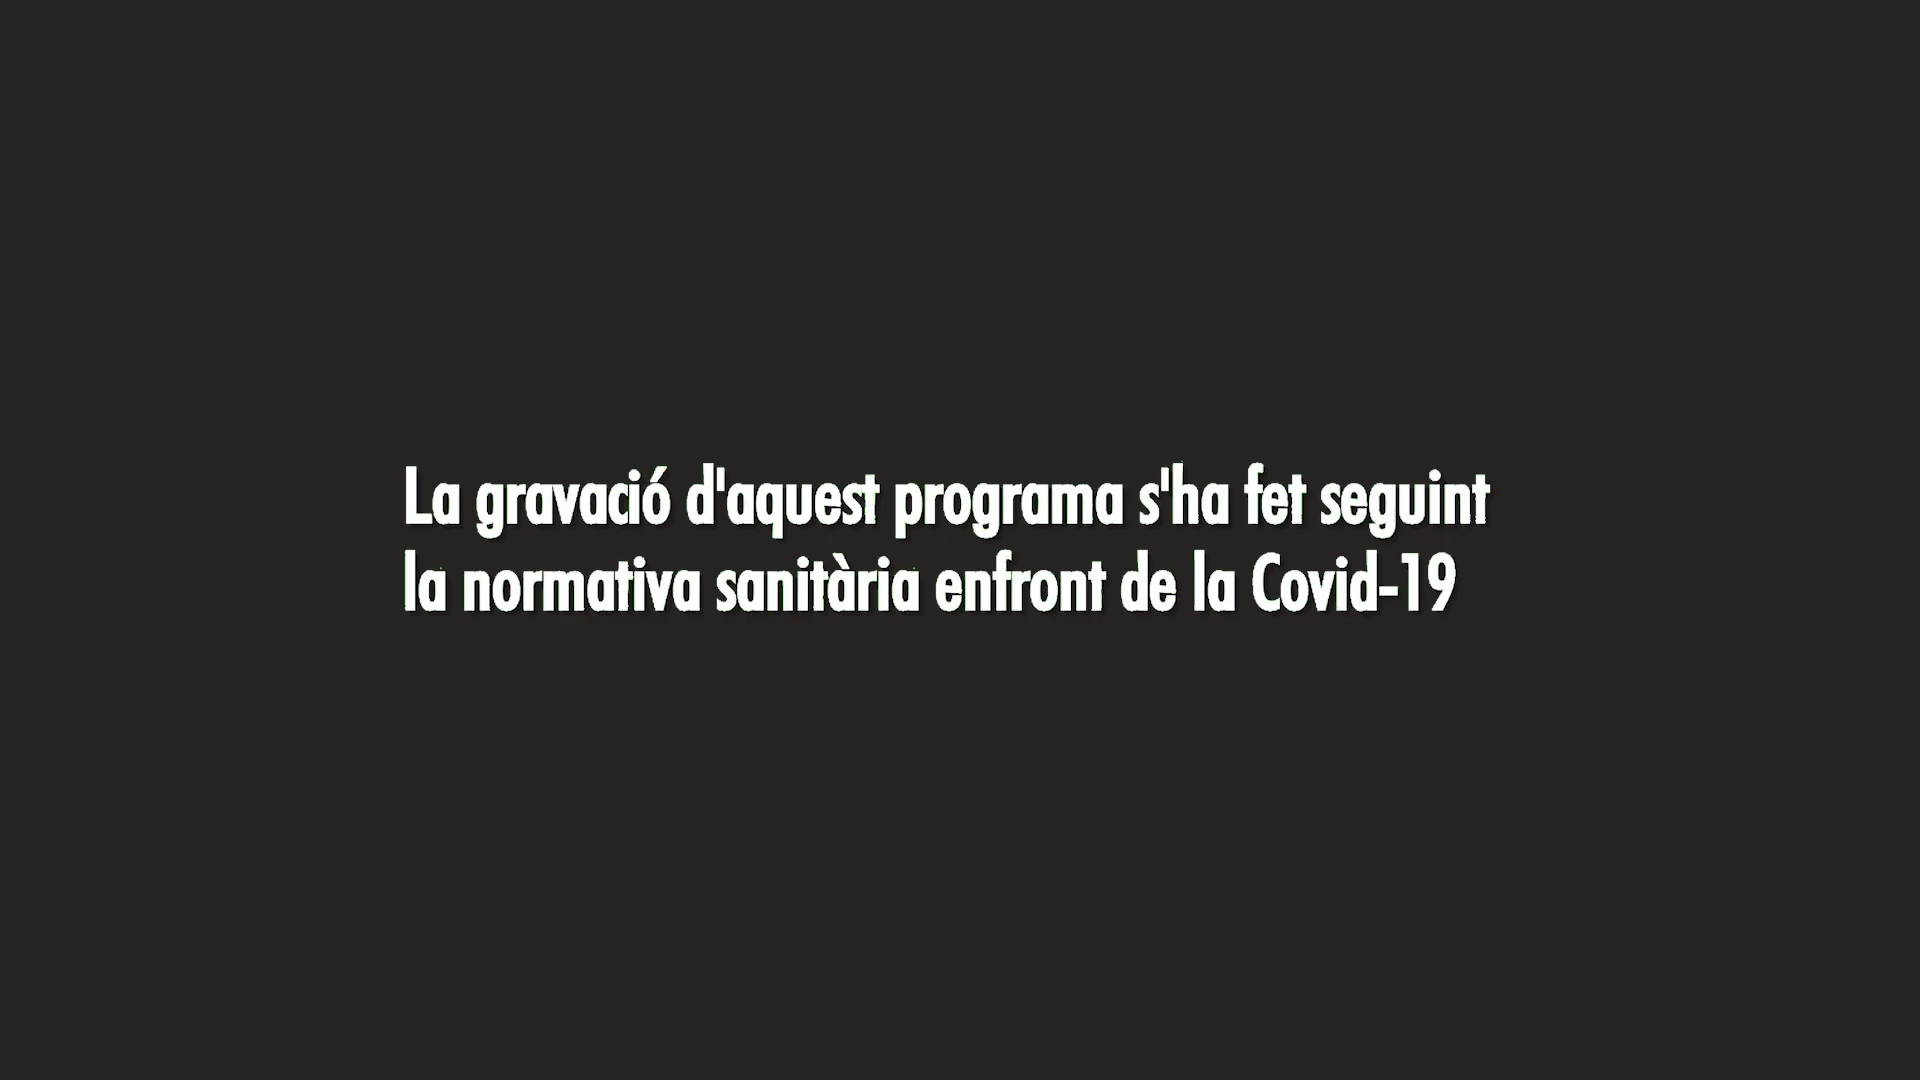 La gravació d'aquest programa s'ha fet seguint
la normativa sanitària enfront de la Covid-19